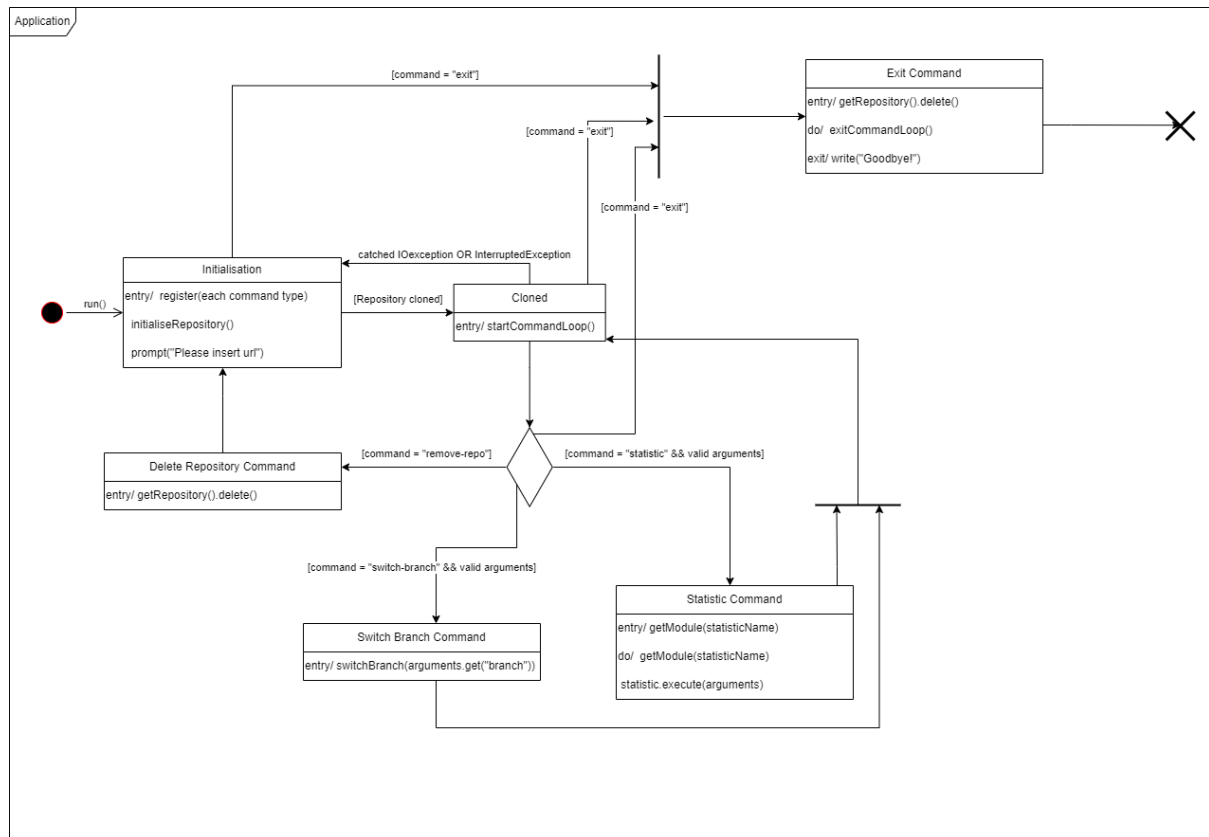 Application
[command = "exit"]
Exit Command
entry/ getRepository().delete()
do/  exitCommandLoop()
exit/ write("Goodbye!")
[command = "exit"]
[command = "exit"]
catched IOexception OR InterruptedException
Initialisation
entry/  register(each command type)
initialiseRepository()
prompt("Please insert url")
run()
[Repository cloned]
Cloned
entry/ startCommandLoop()
[command = "remove-repo"]
[command = "statistic" && valid arguments]
Delete Repository Command
entry/ getRepository().delete()
[command = "switch-branch" && valid arguments]
Statistic Command
entry/ getModule(statisticName)
do/  getModule(statisticName)
statistic.execute(arguments)
Switch Branch Command
entry/ switchBranch(arguments.get("branch"))